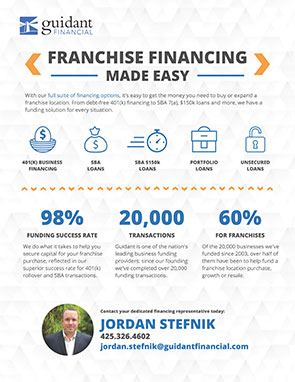 guidant
FINANCIAL
FRANCHISE FINANCING
MADE EASY
With our full suite of financing options, it's easy to get the money you need to buy or expand a
franchise location. From debt-free 401(k) financing to SBA 7(a), $150k loans and more, we have a
funding solution for every situation.
401(K) BUSINESS
FINANCING
SBA
LOANS
SBA $150K
LOANS
PORTFOLIO
LOANS
UNSECURED
LOANS
98%
FUNDING SUCCESS RATE
We do what it takes to help you
secure capital for your franchise
purchase, reflected in our
superior success rate for 401(k)
rollover and SBA transactions.
20,000
TRANSACTIONS
Guidant is one of the nation's
leading business funding
providers: since our founding
we've completed over 20,000
funding transactions.
60%
FOR FRANCHISES
Of the 20,000 businesses we've
funded since 2003, over half of
them have been to help fund a
franchise location purchase,
growth or resale.
Contact your dedicated financing representative today:
JORDAN STEFNIK
425.326.4602
jordan.stefnik@guidantfinancial.com